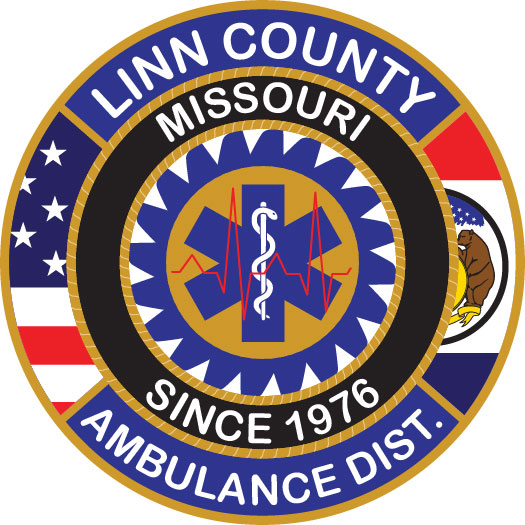 LINN COUNTY
MISSOURI
SINCE 1976
AMBULANCE DIST.